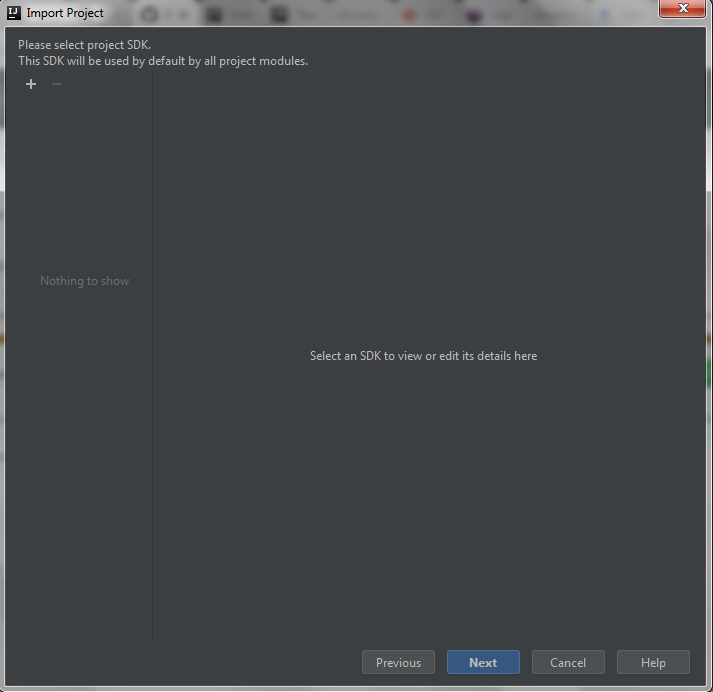 IJ Import Project
Please select project SDK.
This SDK will be used by default by all project modules.
Nothing to show
Select an SDK to view or edit its details here
Previous
Next
Cancel
Help